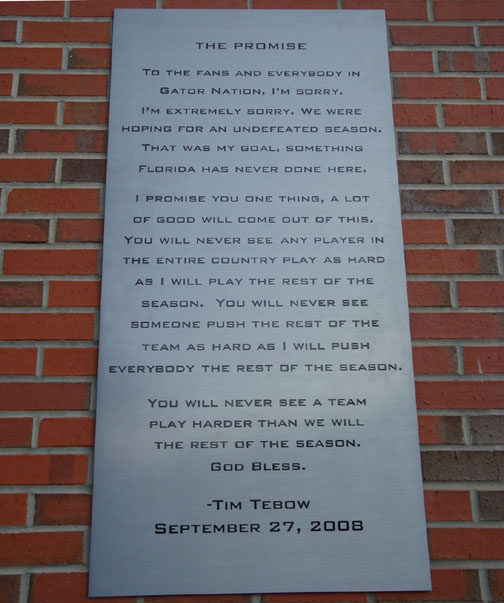 THE PROMISE
TO THE FANS AND EVERYBODY IN
GATOR NATION, I'M SORRY.
I'M EXTREMELY SORRY. WE WERE
HOPING FOR AN UNDEFEATED SEASON.
THAT WAS MY GOAL, SOMETHING
FLORIDA HAS NEVER DONE HERE.
I PROMISE YOU ONE THING, A LOT
OF GOOD WILL COME OUT OF THIS.
YOU WILL NEVER SEE ANY PLAYER IN
THE ENTIRE COUNTRY PLAY AS HARD
AS I WILL PLAY THE REST OF THE
SEASON. YOU WILL NEVER SEE
SOMEONE PUSH THE REST OF THE
TEAM AS HARD AS I WILL PUSH
EVERYBODY THE REST OF THE SEASON.
YOU WILL NEVER SEE A TEAM
PLAY HARDER THAN WE WILL
THE REST OF THE SEASON.
GOD BLESS.
-TIM TEBOW
SEPTEMBER 27, 2008